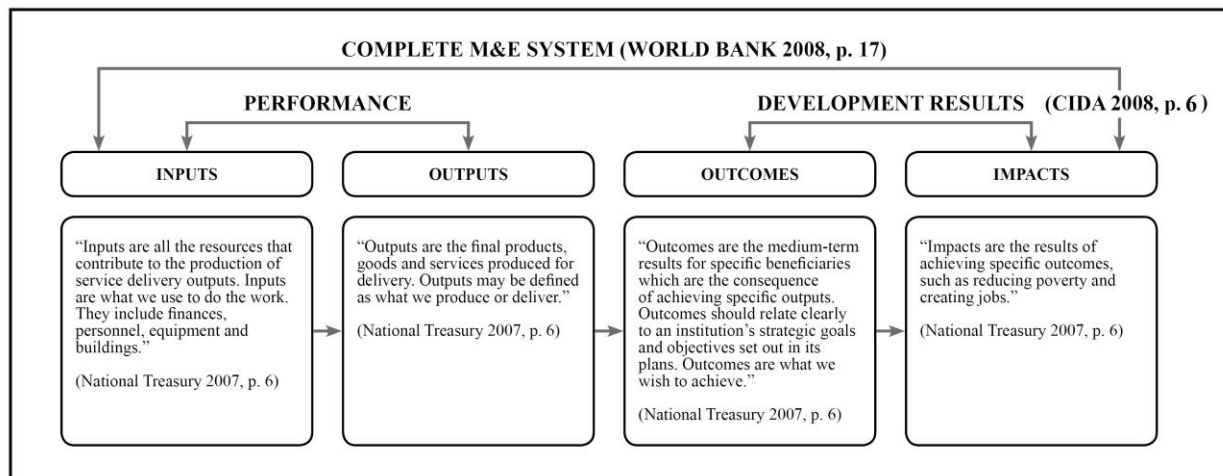 COMPLETE M&E SYSTEM (WORLD BANK 2008, p. 17)
PERFORMANCE
DEVELOPMENT RESULTS (CIDA 2008, p. 6)
INPUTS
OUTPUTS
OUTCOMES
IMPACTS
“Inputs are all the resources that
contribute to the production of
service delivery outputs. Inputs
are what we use to do the work.
They include finances,
personnel, equipment and
buildings.”
(National Treasury 2007, p. 6)
“Outputs are the final products,
goods and services produced for
delivery. Outputs may be defined
as what we produce or deliver.”
(National Treasury 2007, p. 6)
“Outcomes are the medium-term
results for specific beneficiaries
which are the consequence
of achieving specific outputs.
Outcomes should relate clearly
to an institution’s strategic goals
and objectives set out in its
plans. Outcomes are what we
wish to achieve.”
(National Treasury 2007, p. 6)
“Impacts are the results of
achieving specific outcomes,
such as reducing poverty and
creating jobs.”
(National Treasury 2007, p. 6)